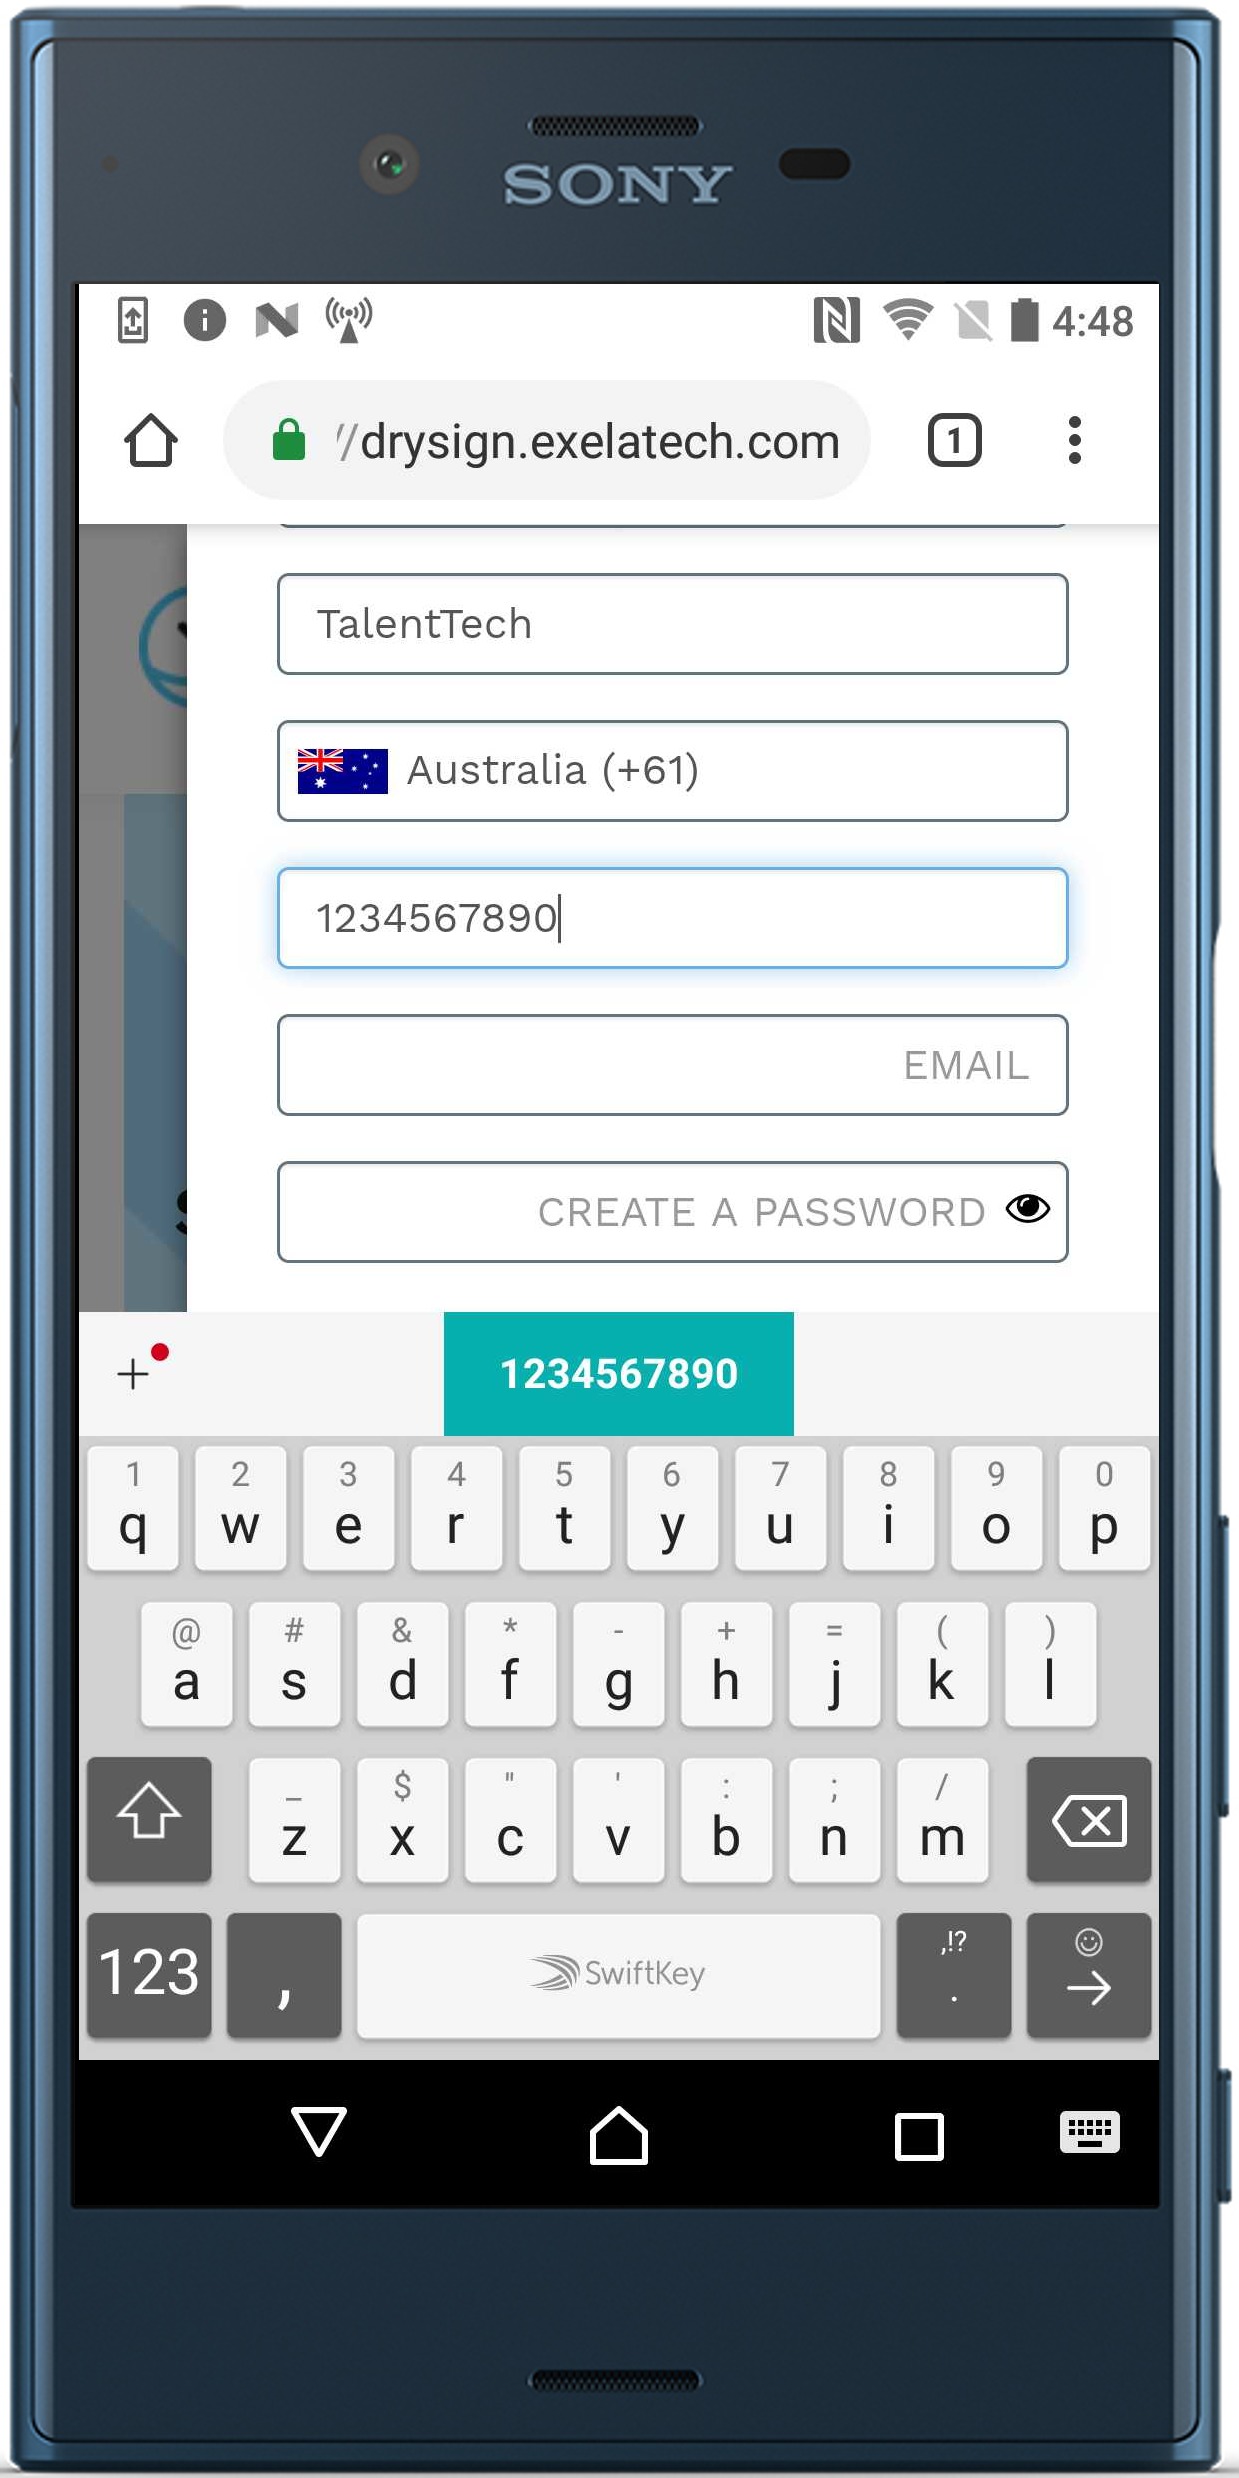 SONY
4:48
//drysign.exelatech.com
1
TalentTech
Australia (+61)
1234567890
EMAIL
CREATE A PASSWORD
1234567890
1 2 3 4 5 6 7 8 9 0
q w e r t y u i o p
@ # & * - + = ( )
a s d f g h j k l
_ $ " ' : ; /
z x c v b n m
123 , SwiftKey ,!? .